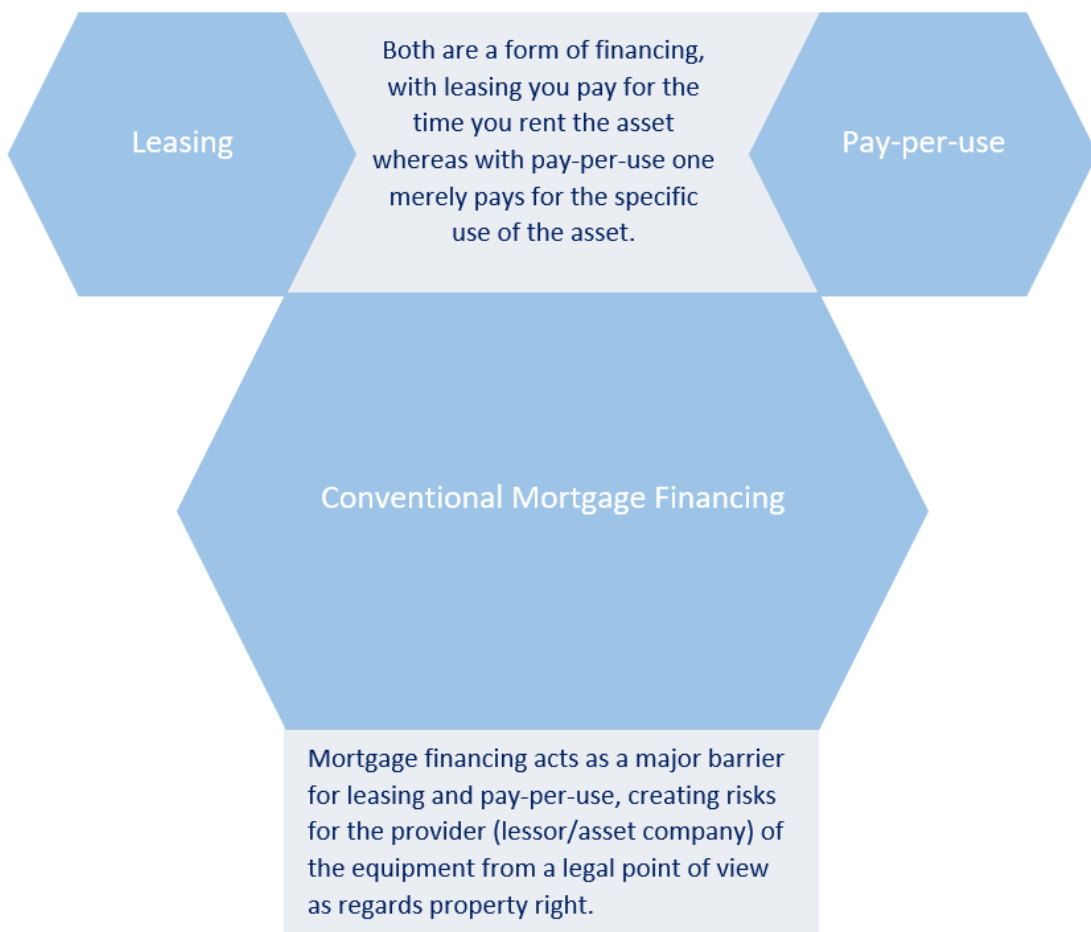 Leasing
Both are a form of financing,
with leasing you pay for the
time you rent the asset
whereas with pay-per-use one
merely pays for the specific
use of the asset.
Pay-per-use
Conventional Mortgage Financing
Mortgage financing acts as a major barrier
for leasing and pay-per-use, creating risks
for the provider (lessor/asset company) of
the equipment from a legal point of view
as regards property right.